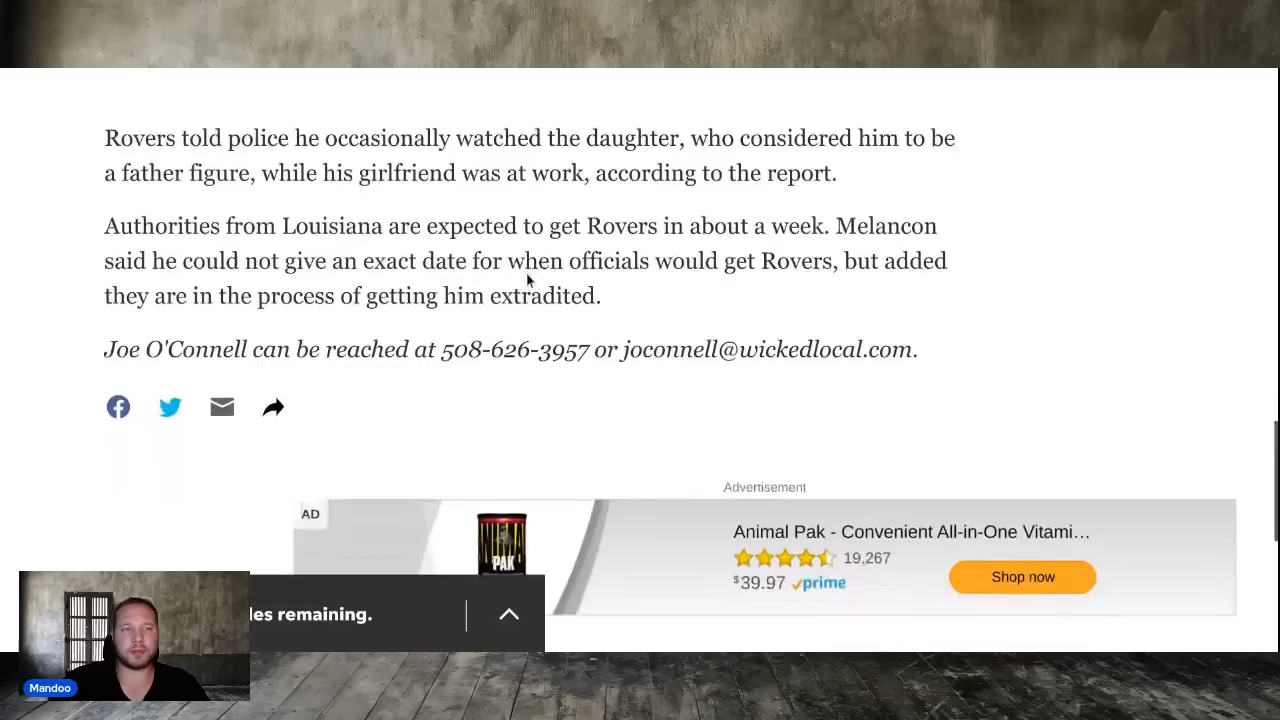 Rovers told police he occasionally watched the daughter, who considered him to be
a father figure, while his girlfriend was at work, according to the report.
Authorities from Louisiana are expected to get Rovers in about a week. Melancon
said he could not give an exact date for when officials would get Rovers, but added
they are in the process of getting him extradited.
Joe O'Connell can be reached at 508-626-3957 or joconnell@wickedlocal.com.
Advertisement
AD
ANIMAL
PAK
Animal Pak - Convenient All-in-One Vitami…
19,267
$39.97 prime
Shop now
les remaining.
Mandoo